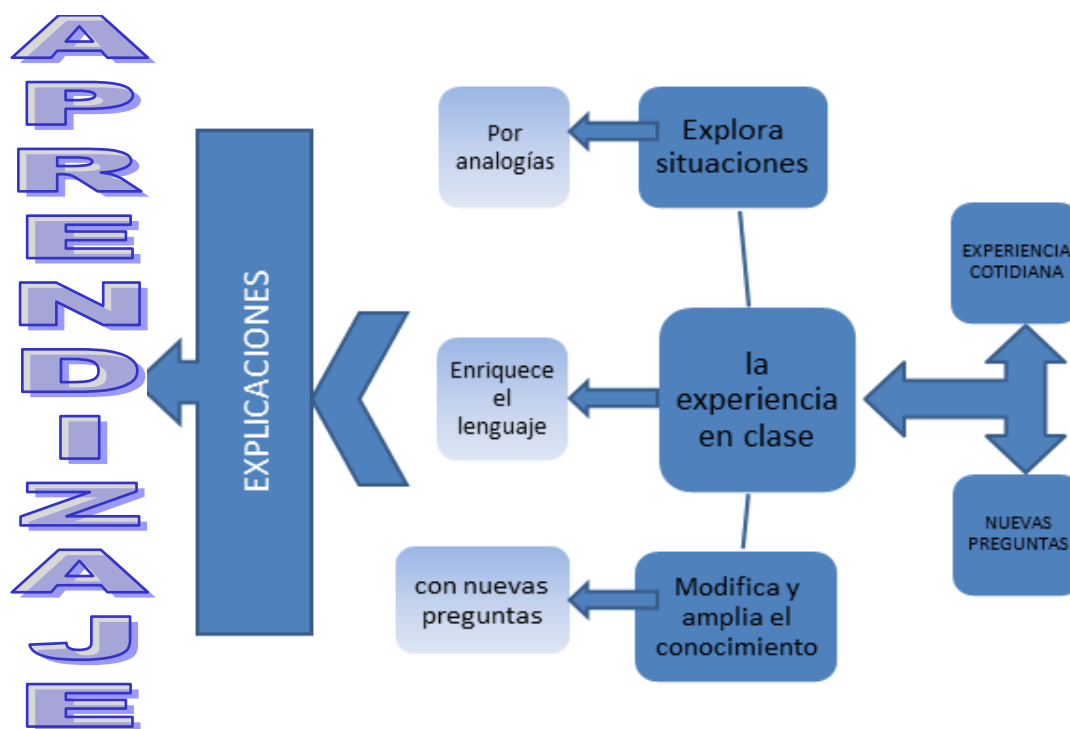 APRENDIZAJE
EXPLICACIONES
Por
analogías
Explora
situaciones
Enriquece
el
lenguaje
la
experiencia
en clase
con nuevas
preguntas
Modifica y
amplia el
conocimiento
EXPERIENCIA
COTIDIANA
NUEVAS
PREGUNTAS